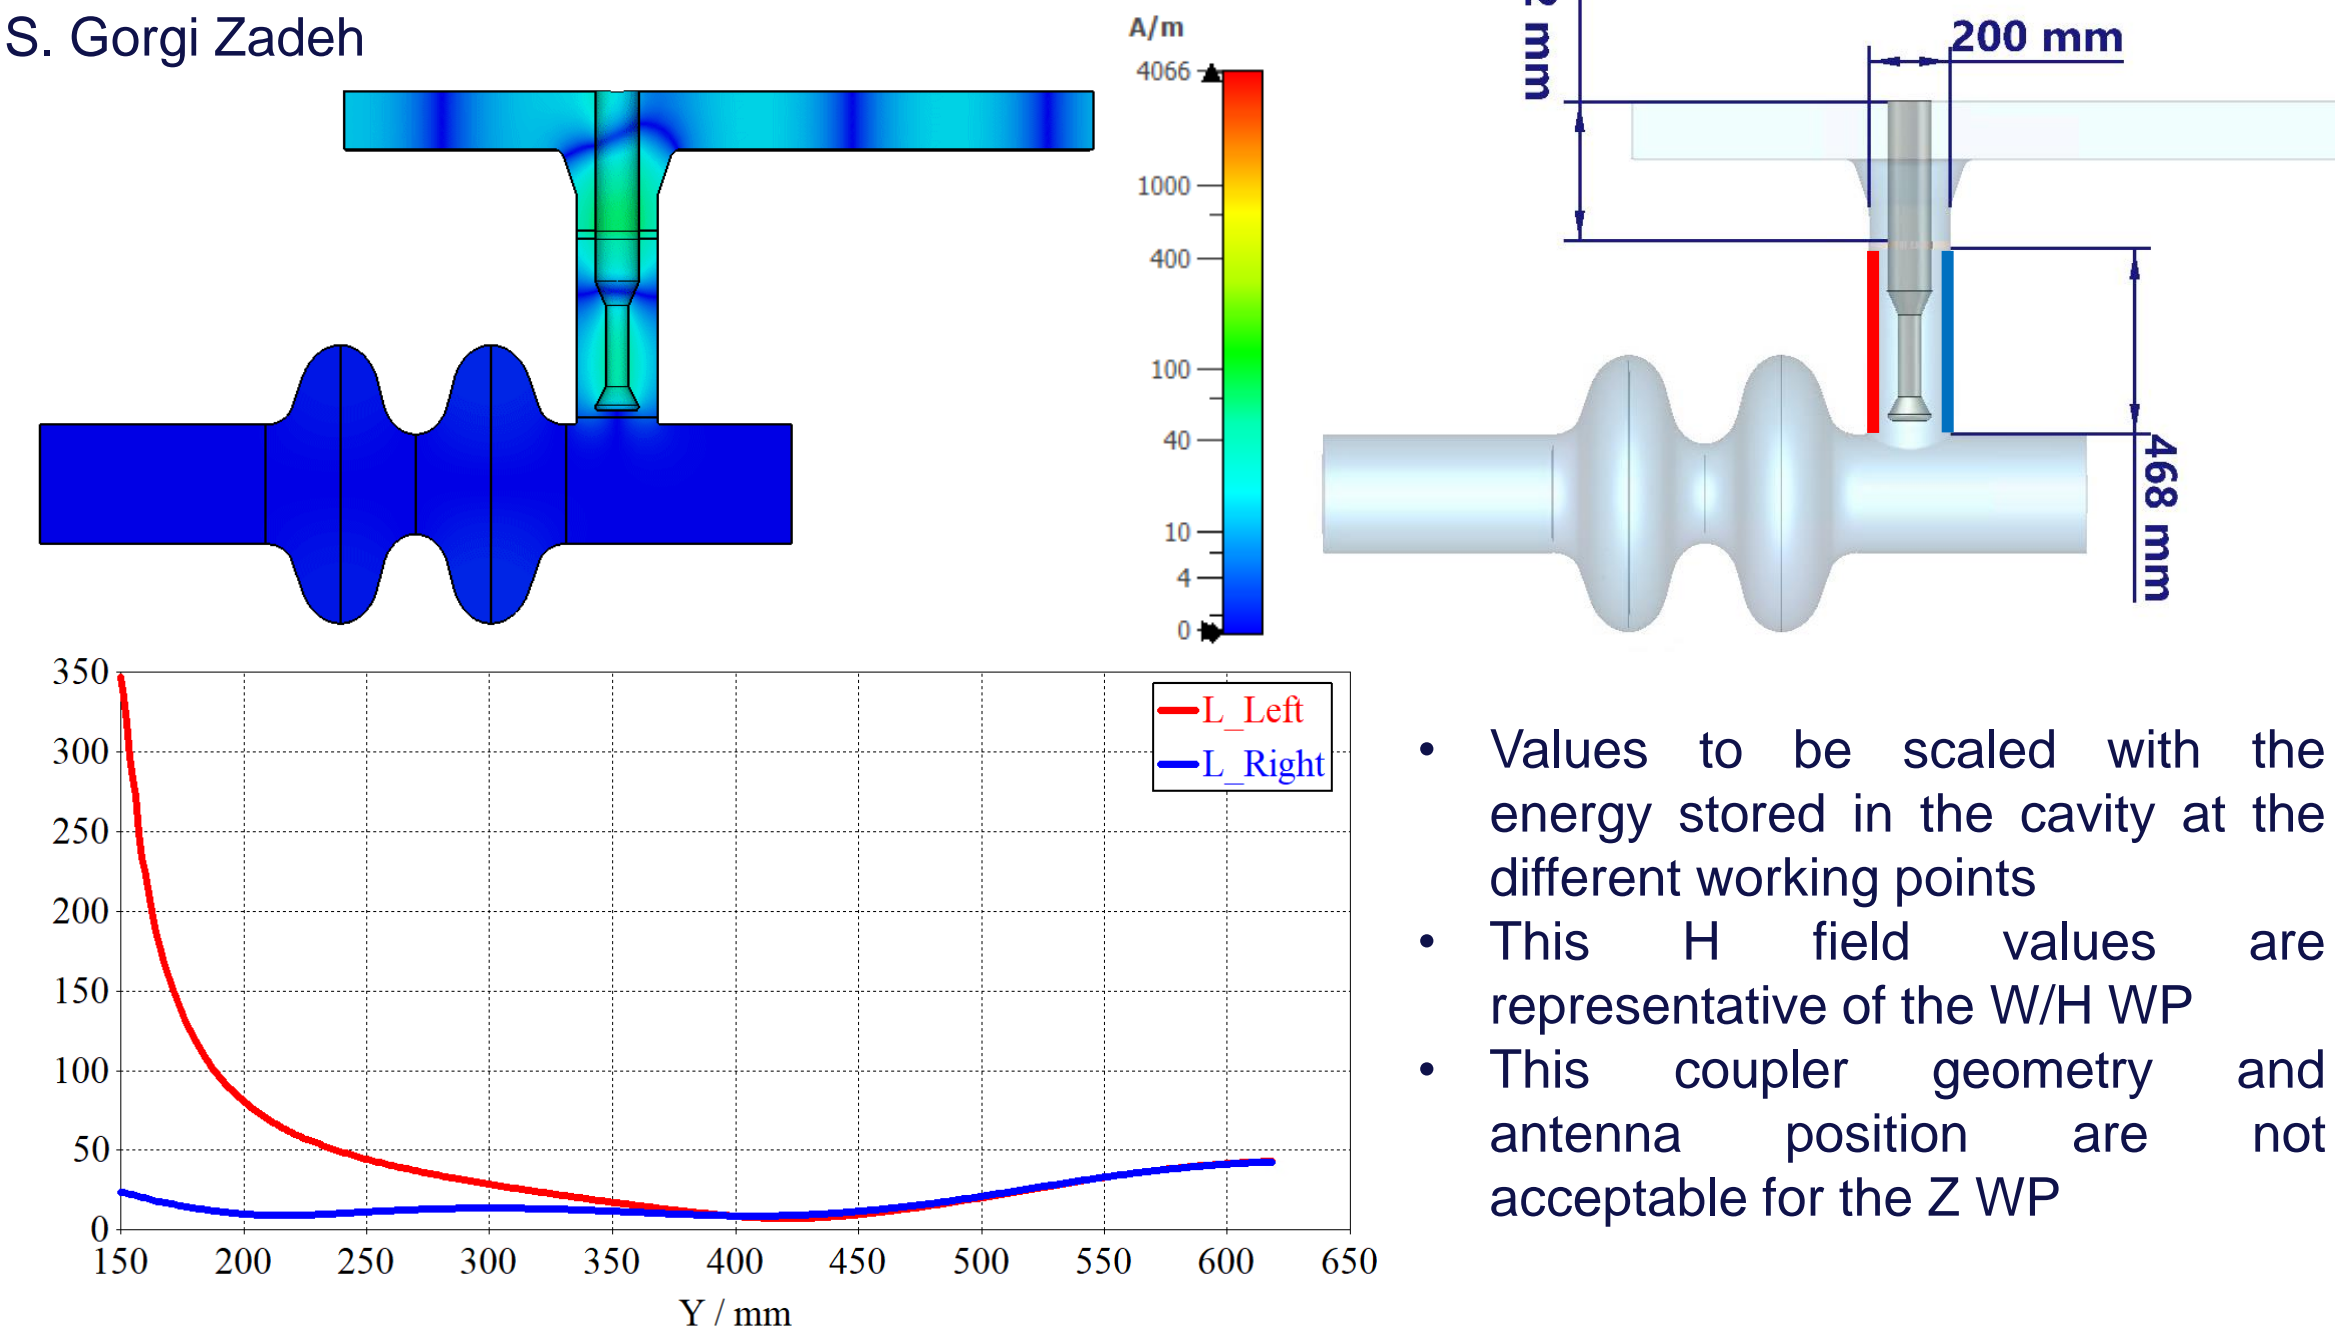 S. Gorgi Zadeh
A/m
4066
1000
400
100
40
10
4
0
2 mm
200 mm
468 mm
350
300
250
200
150
100
50
0
150 200 250 300 350 400 450 500 550 600 650
Y / mm
L_Left
L_Right
• Values to be scaled with the
energy stored in the cavity at the
different working points
• This H field values are
representative of the W/H WP
• This coupler geometry and
antenna position are not
acceptable for the Z WP